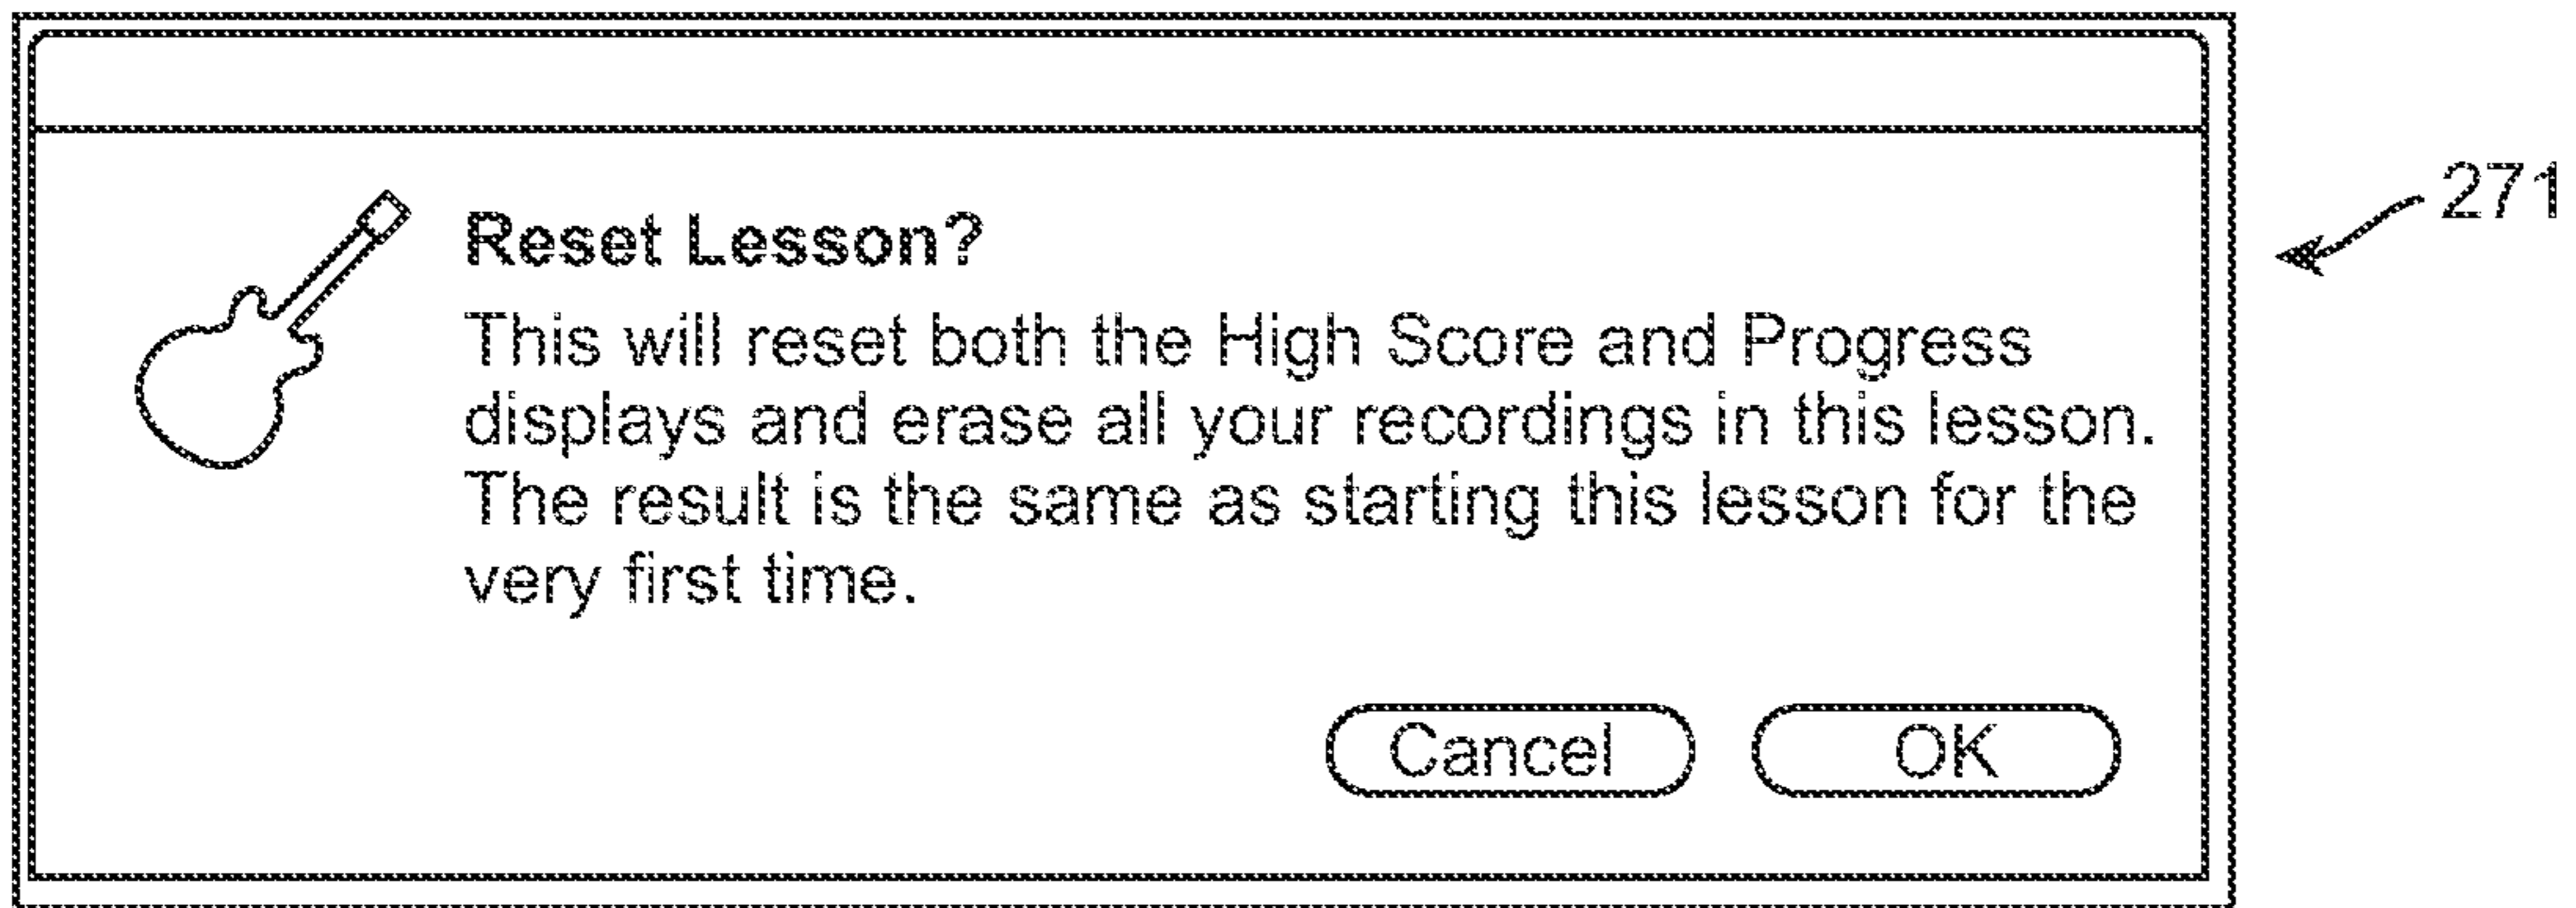 271
Reset Lesson?
This will reset both the High Score and Progress
displays and erase all your recordings in this lesson.
The result is the same as starting this lesson for the
very first time.
Cancel OK